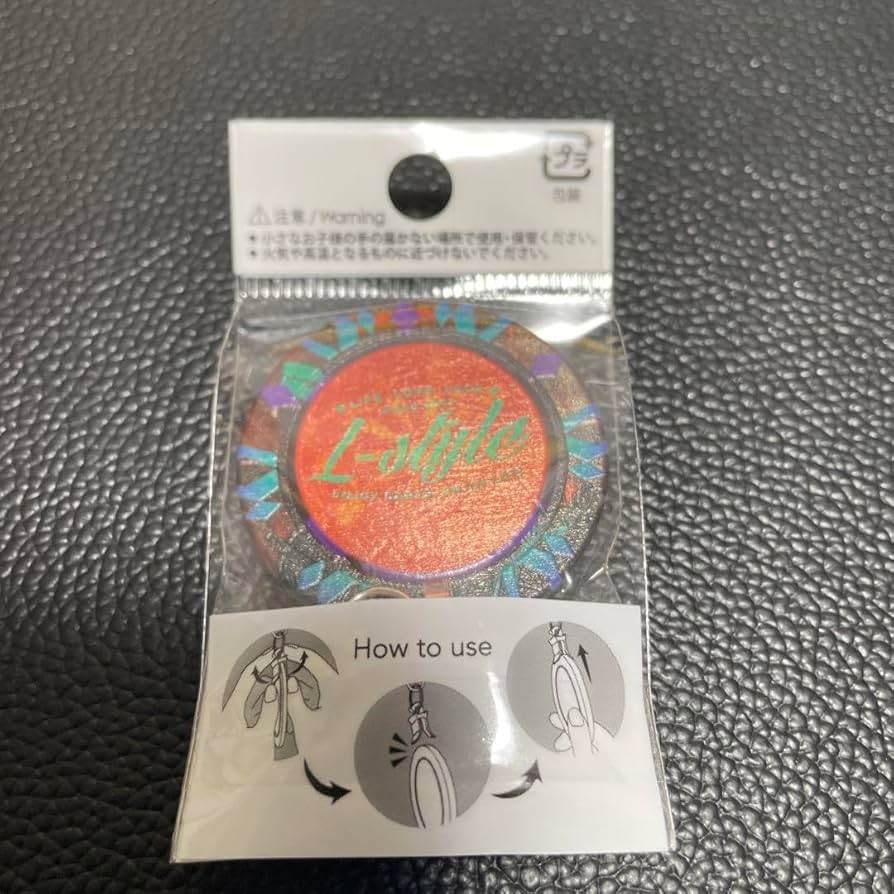 プラ
包装
⚠注意/Warning
● 小さなお子様の手の届かない場所で使用・保管ください。
● 火気や高温となるものに近づけないでください。
LIFE
L-style
ENJOY
How to use